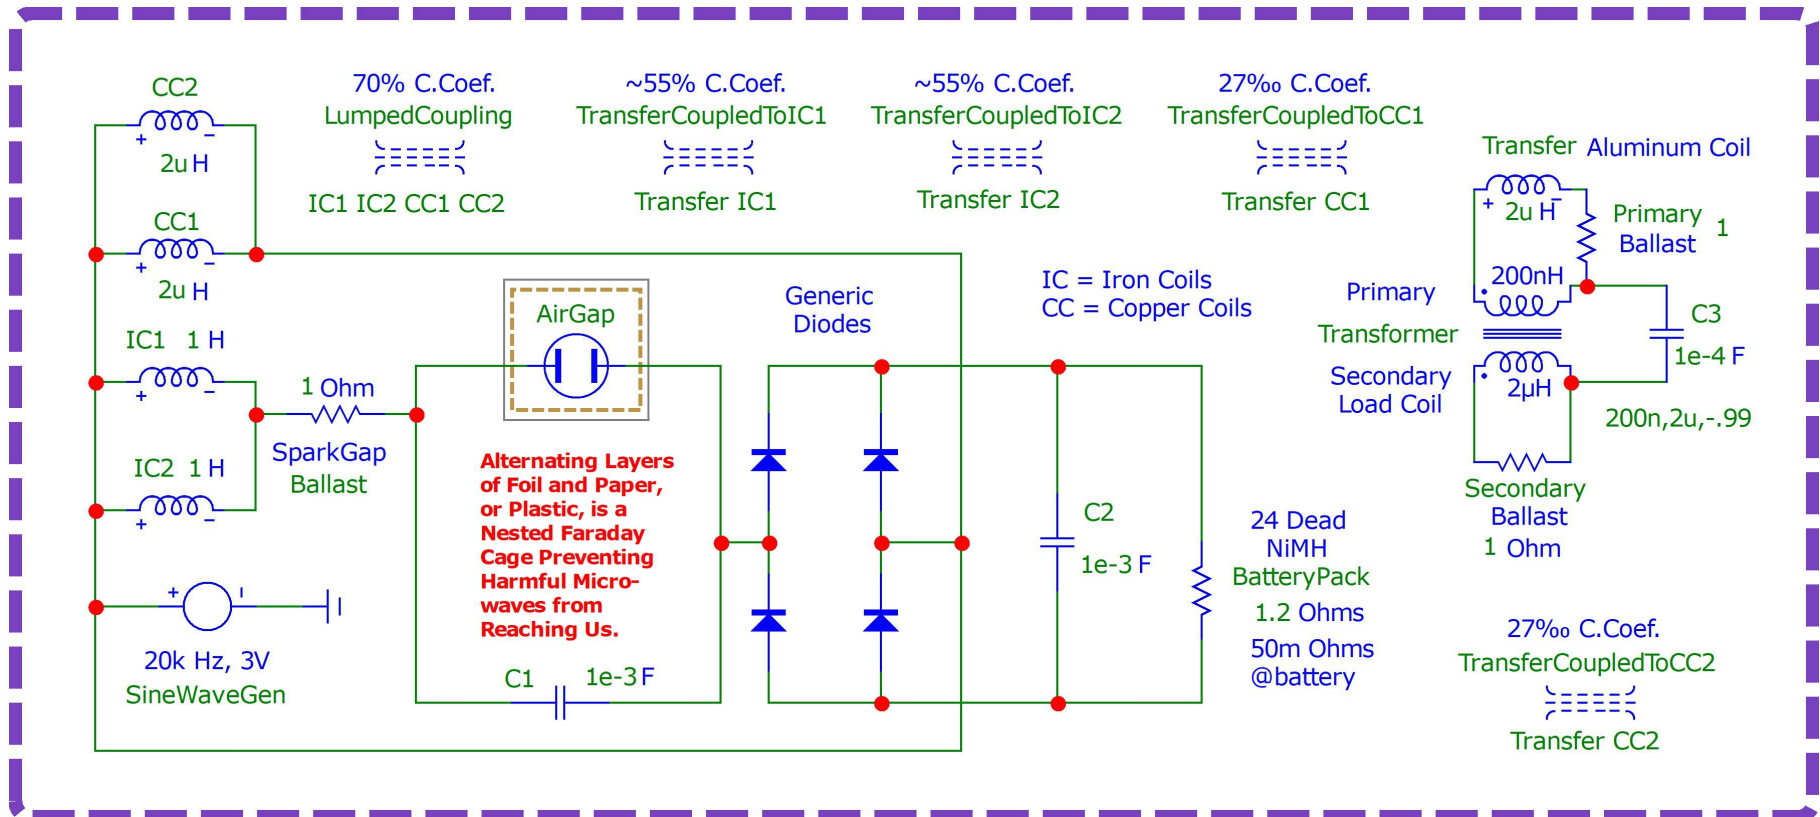 CC2
2u H
70% C.Coef.
LumpedCoupling
IC1 IC2 CC1 CC2
~55% C.Coef.
TransferCoupledToIC1
Transfer IC1
~55% C.Coef.
TransferCoupledToIC2
Transfer IC2
27‰ C.Coef.
TransferCoupledToCC1
Transfer CC1
CC1
2u H
IC1 1 H
IC2 1 H
1 Ohm
SparkGap
Ballast
20k Hz, 3V
SineWaveGen
AirGap
Alternating Layers
of Foil and Paper,
or Plastic, is a
Nested Faraday
Cage Preventing
Harmful Micro-
waves from
Reaching Us.
C1 1e-3 F
Generic
Diodes
IC = Iron Coils
CC = Copper Coils
C2
1e-3 F
24 Dead
NiMH
BatteryPack
1.2 Ohms
50m Ohms
@battery
Transfer Aluminum Coil
2u H
Primary 1
Ballast
200nH
Primary
Transformer
Secondary
Load Coil
2µH
C3
1e-4 F
200n,2u,-.99
Secondary
Ballast
1 Ohm
27‰ C.Coef.
TransferCoupledToCC2
Transfer CC2